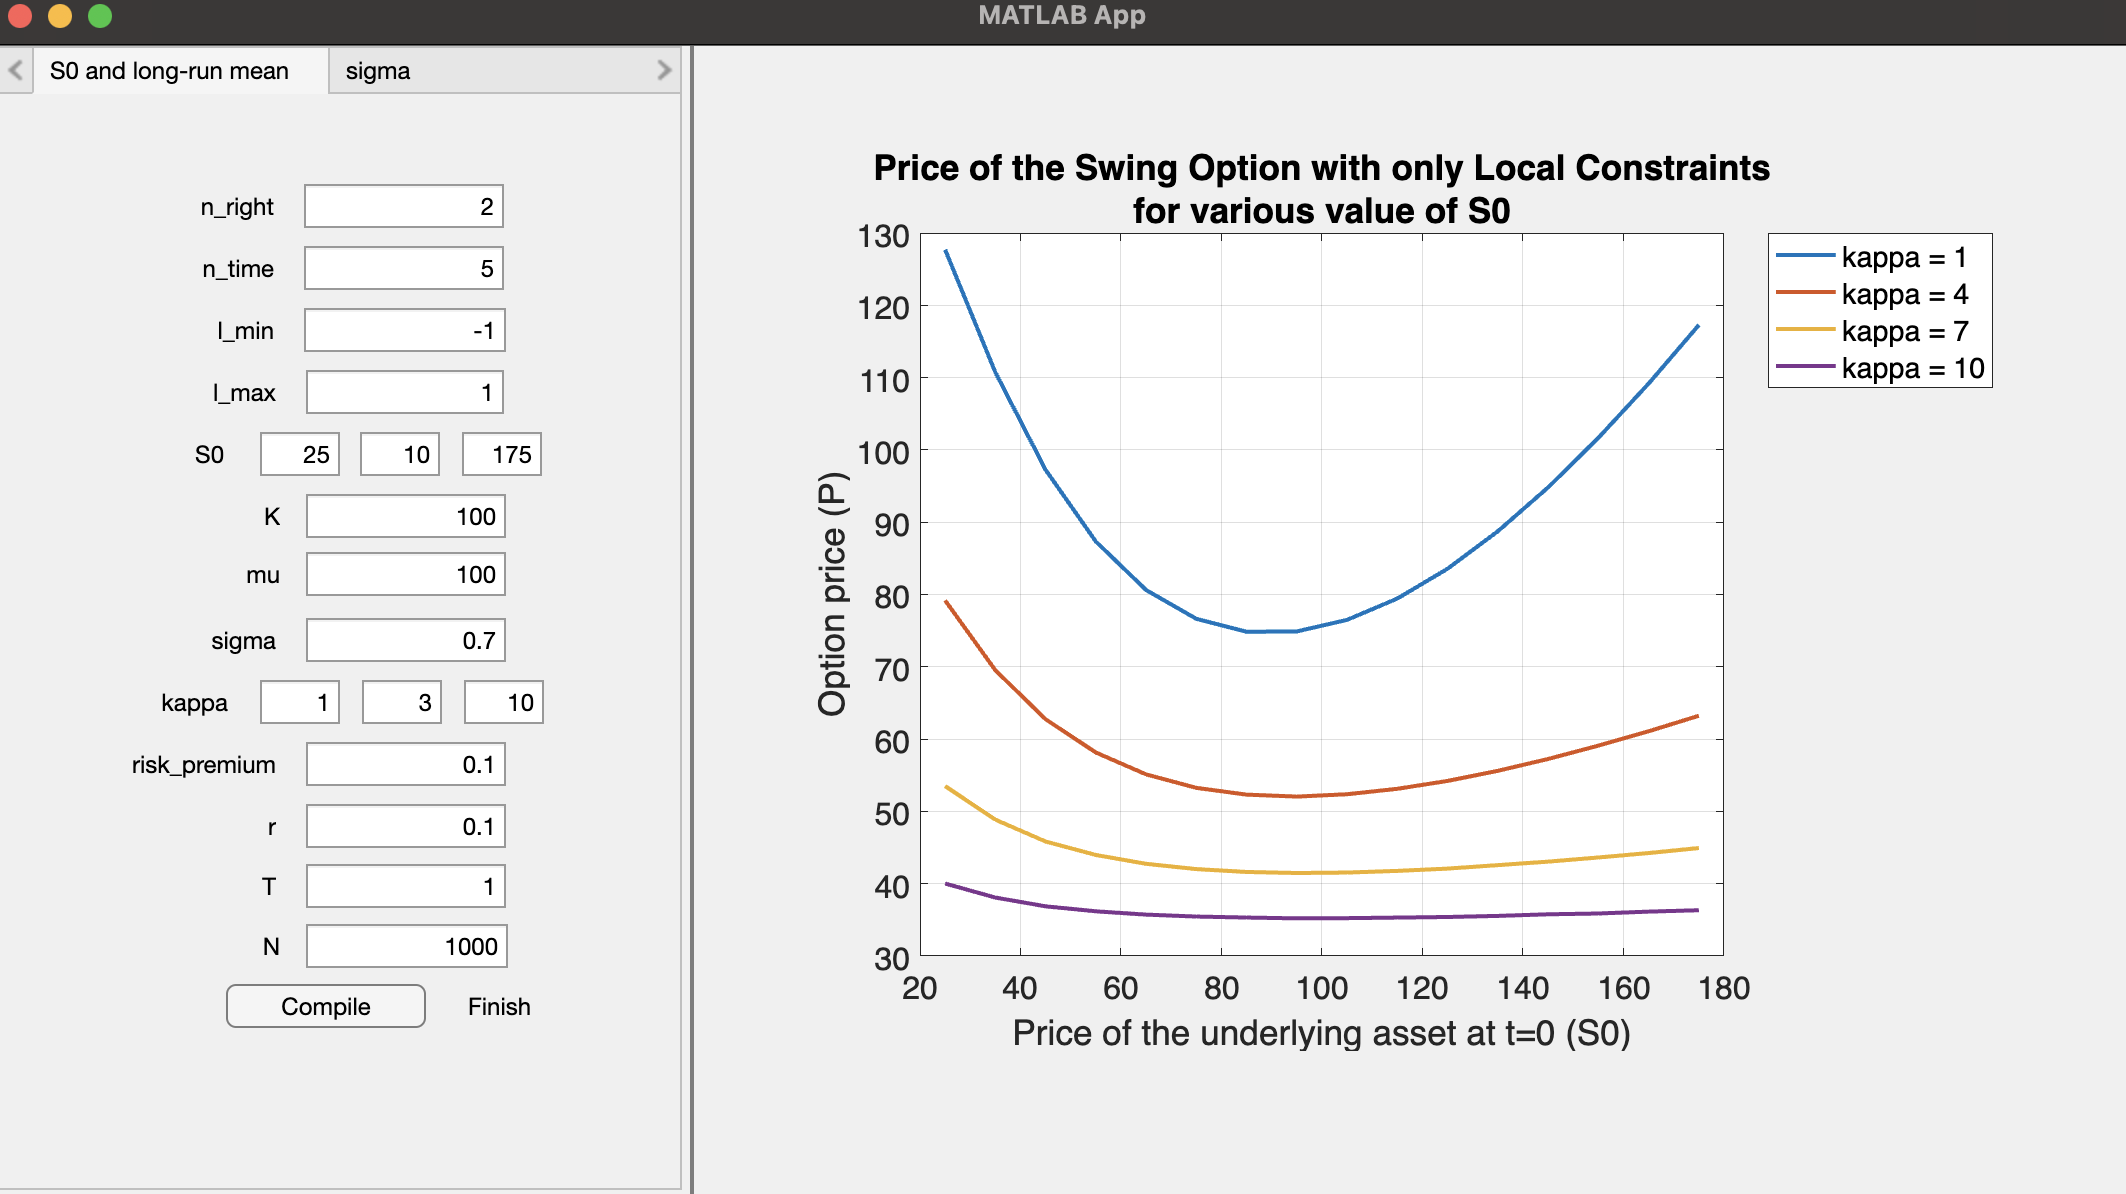 MATLAB App
S0 and long-run mean
sigma
n_right 2
n_time 5
l_min -1
l_max 1
S0 25 10 175
K 100
mu 100
sigma 0.7
kappa 1 3 10
risk_premium 0.1
r 0.1
T 1
N 1000
Compile Finish
Price of the Swing Option with only Local Constraints
for various value of S0
130
120
110
100
90
80
70
60
50
40
30
Option price (P)
20 40 60 80 100 120 140 160 180
Price of the underlying asset at t=0 (S0)
kappa = 1
kappa = 4
kappa = 7
kappa = 10